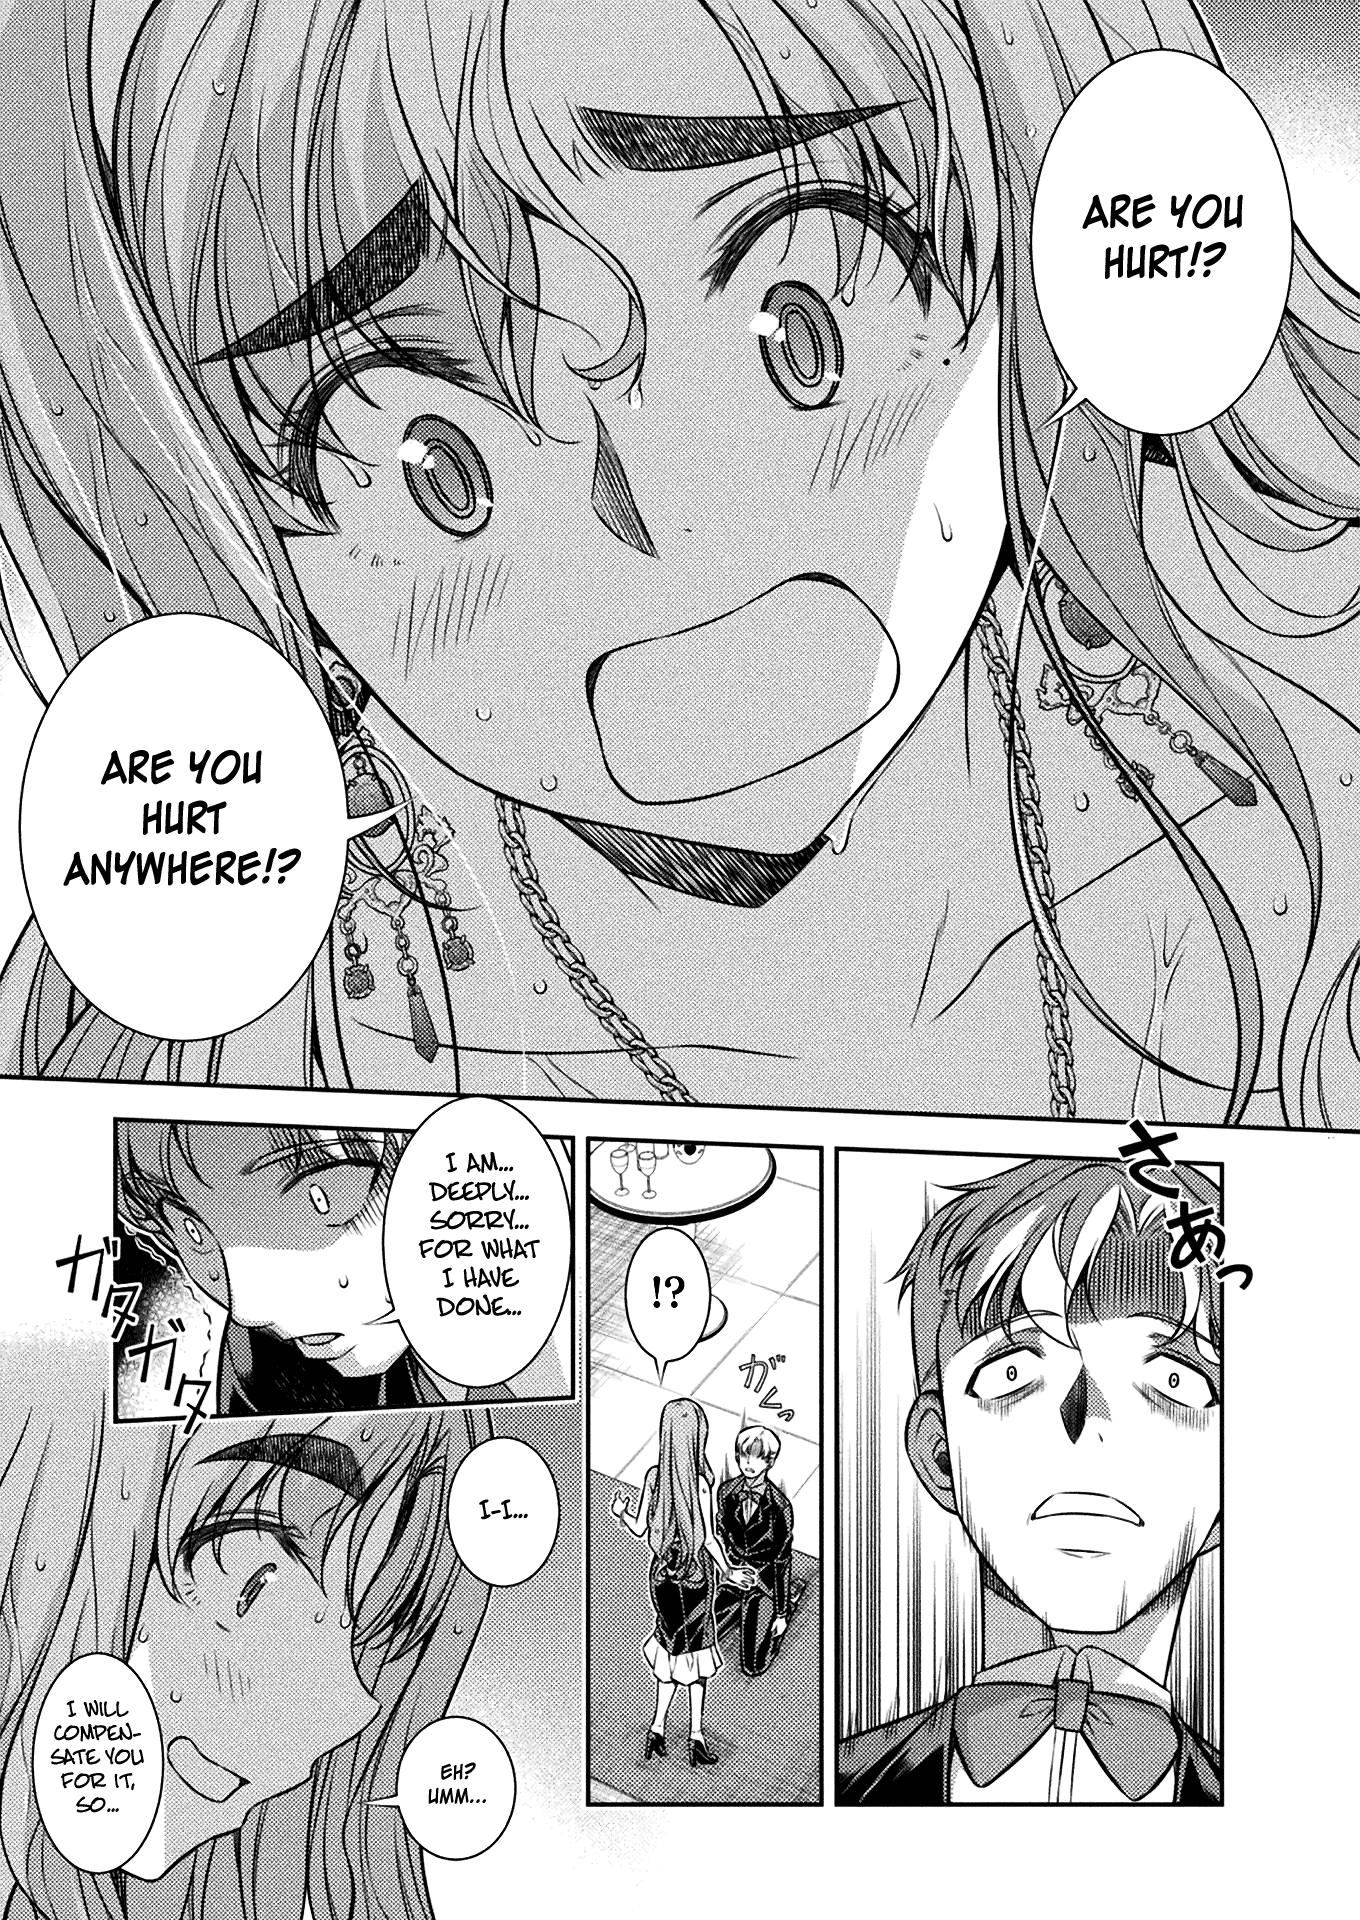 ARE YOU
HURT!?
ARE YOU
HURT
ANYWHERE!?
さあっ
!?
ガくっ
I AM...
DEEPLY...
SORRY...
FOR WHAT
I HAVE
DONE...
ガタガタ
I-I...
EH?
UMM...
I WILL
COMPEN-
SATE YOU
FOR IT,
SO...